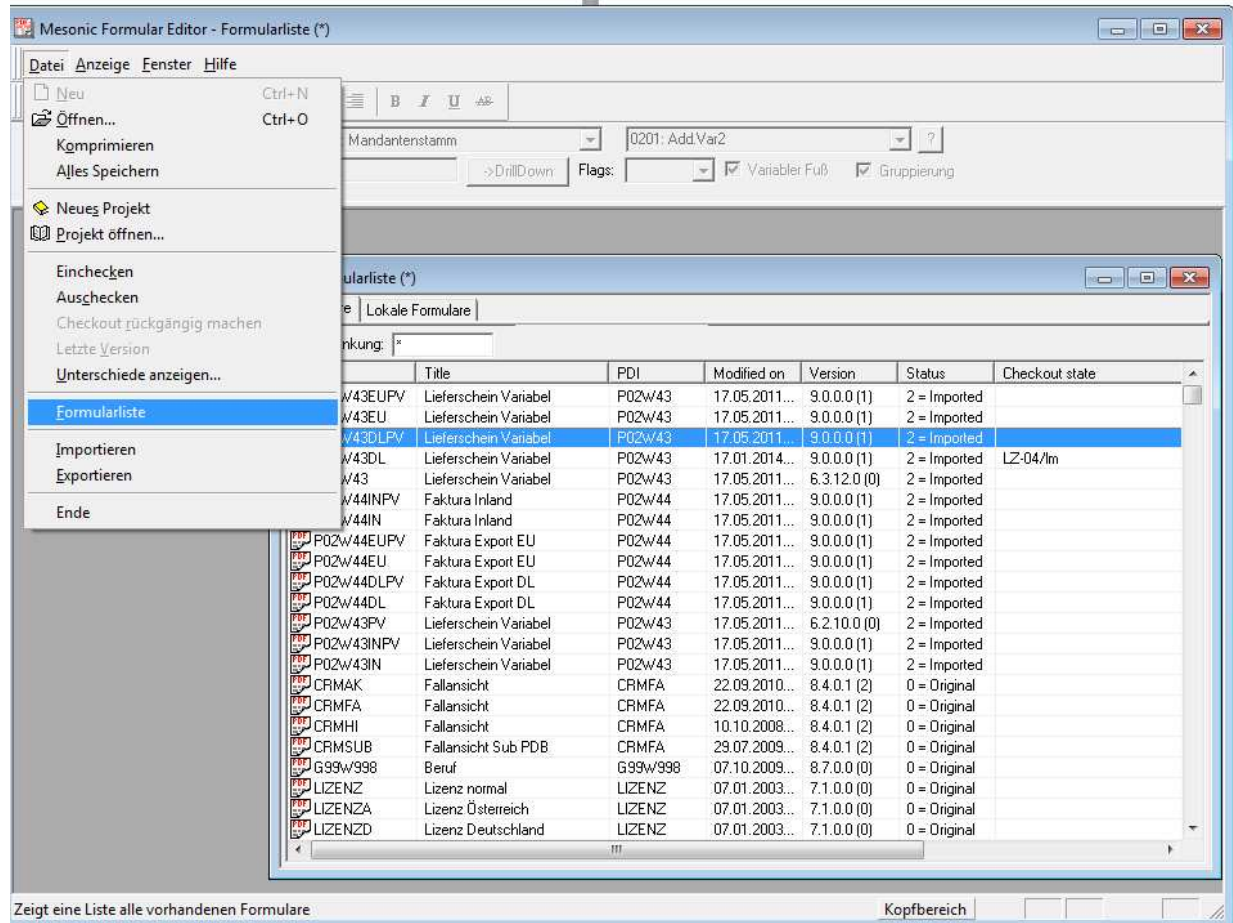 Mesonic Formular Editor - Formularliste (*)
Datei Anzeige Fenster Hilfe
Neu Ctrl+N
Öffnen... Ctrl+O
Komprimieren
Alles Speichern
Neues Projekt
Projekt öffnen...
Einchecken
Auschecken
Checkout rückgängig machen
Letzte Version
Unterschiede anzeigen...
Formularliste
Importieren
Exportieren
Ende
B I U AB
Mandantenstamm 0201: Add.Var2 ?
->DrillDown Flags: Variabler Fuß Gruppierung
ularliste (*)
e Lokale Formulare
nkung: *
Title PDI Modified on Version Status Checkout state
W43EUPV Lieferschein Variabel P02W43 17.05.2011... 9.0.0.0 (1) 2 = Imported
W43EU Lieferschein Variabel P02W43 17.05.2011... 9.0.0.0 (1) 2 = Imported
W43DLPV Lieferschein Variabel P02W43 17.05.2011... 9.0.0.0 (1) 2 = Imported
W43DL Lieferschein Variabel P02W43 17.01.2014... 9.0.0.0 (1) 2 = Imported LZ-04/lm
W43 Lieferschein Variabel P02W43 17.05.2011... 6.3.12.0 (0) 2 = Imported
W44INPV Faktura Inland P02W44 17.05.2011... 9.0.0.0 (1) 2 = Imported
W44IN Faktura Inland P02W44 17.05.2011... 9.0.0.0 (1) 2 = Imported
P02W44EUPV Faktura Export EU P02W44 17.05.2011... 9.0.0.0 (1) 2 = Imported
P02W44EU Faktura Export EU P02W44 17.05.2011... 9.0.0.0 (1) 2 = Imported
P02W44DLPV Faktura Export DL P02W44 17.05.2011... 9.0.0.0 (1) 2 = Imported
P02W44DL Faktura Export DL P02W44 17.05.2011... 9.0.0.0 (1) 2 = Imported
P02W43PV Lieferschein Variabel P02W43 17.05.2011... 6.2.10.0 (0) 2 = Imported
P02W43INPV Lieferschein Variabel P02W43 17.05.2011... 9.0.0.0 (1) 2 = Imported
P02W43IN Lieferschein Variabel P02W43 17.05.2011... 9.0.0.0 (1) 2 = Imported
CRMAK Fallansicht CRMFA 22.09.2010... 8.4.0.1 (2) 0 = Original
CRMFA Fallansicht CRMFA 22.09.2010... 8.4.0.1 (2) 0 = Original
CRMHI Fallansicht CRMFA 10.10.2008... 8.4.0.1 (2) 0 = Original
CRMSUB Fallansicht Sub PDB CRMFA 29.07.2009... 8.4.0.1 (2) 0 = Original
G99W998 Beruf G99W998 07.10.2009... 8.7.0.0 (0) 0 = Original
LIZENZ Lizenz normal LIZENZ 07.01.2003... 7.1.0.0 (0) 0 = Original
LIZENZA Lizenz Österreich LIZENZ 07.01.2003... 7.1.0.0 (0) 0 = Original
LIZENZD Lizenz Deutschland LIZENZ 07.01.2003... 7.1.0.0 (0) 0 = Original
Zeigt eine Liste alle vorhandenen Formulare Kopfbereich